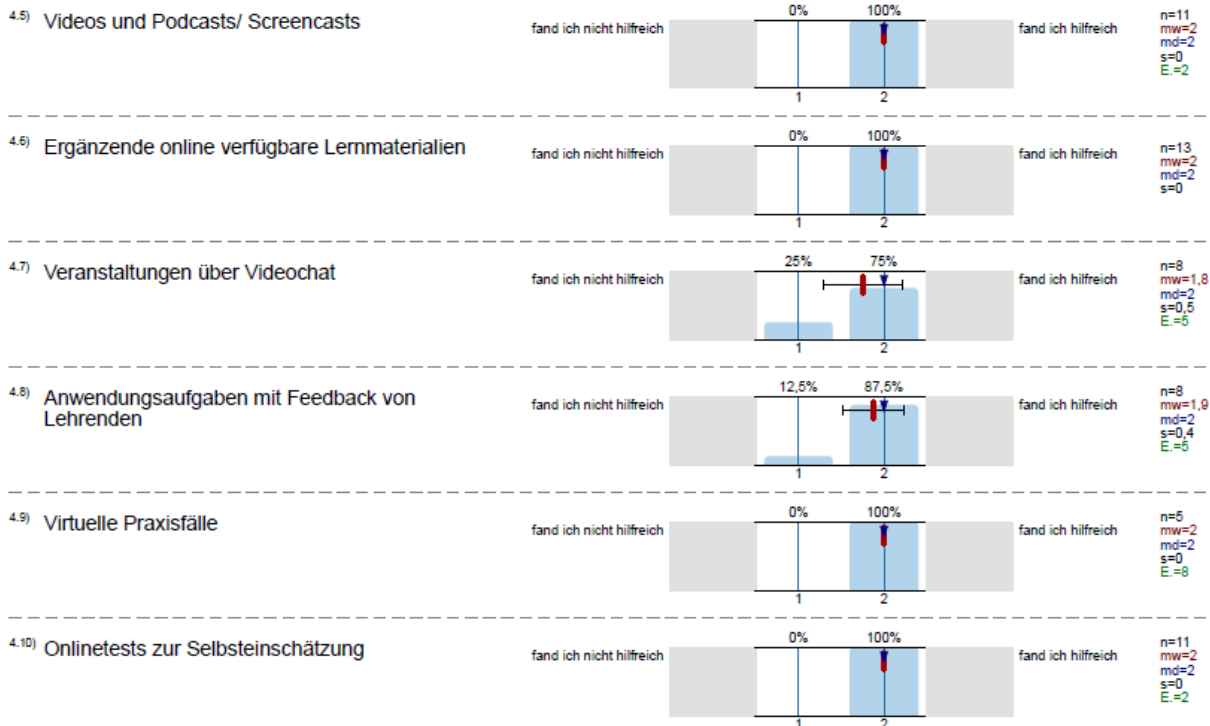 4.5) Videos und Podcasts/ Screencasts
fand ich nicht hilfreich
0% 100%
1 2
fand ich hilfreich
n=11
mw=2
md=2
s=0
E.=2
4.6) Ergänzende online verfügbare Lernmaterialien
fand ich nicht hilfreich
0% 100%
1 2
fand ich hilfreich
n=13
mw=2
md=2
s=0
4.7) Veranstaltungen über Videochat
fand ich nicht hilfreich
25% 75%
1 2
fand ich hilfreich
n=8
mw=1,8
md=2
s=0,5
E.=5
4.8) Anwendungsaufgaben mit Feedback von
Lehrenden
fand ich nicht hilfreich
12,5% 87,5%
1 2
fand ich hilfreich
n=8
mw=1,9
md=2
s=0,4
E.=5
4.9) Virtuelle Praxisfälle
fand ich nicht hilfreich
0% 100%
1 2
fand ich hilfreich
n=5
mw=2
md=2
s=0
E.=8
4.10) Onlinetests zur Selbsteinschätzung
fand ich nicht hilfreich
0% 100%
1 2
fand ich hilfreich
n=11
mw=2
md=2
s=0
E.=2